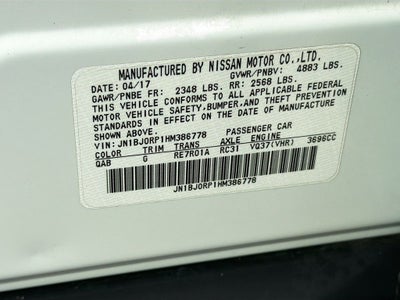 MANUFACTURED BY NISSAN MOTOR CO.,LTD.
DATE: 04/17 GVWR/PNBV: 4883 LBS.
GAWR/PNBE FR: 2348 LBS. RR: 2568 LBS.
THIS VEHICLE CONFORMS TO ALL APPLICABLE FEDERAL
MOTOR VEHICLE SAFETY,BUMPER,AND THEFT PREVENTION
STANDARDS IN EFFECT ON THE DATE OF MANUFACTURE
SHOWN ABOVE.
VIN: JN1BJ0RP1HM386778 PASSENGER CAR
COLOR TRIM TRANS AXLE ENGINE
QAB G RE7R01A RC31 VQ37(VHR) 3696CC
JN1BJ0RP1HM386778